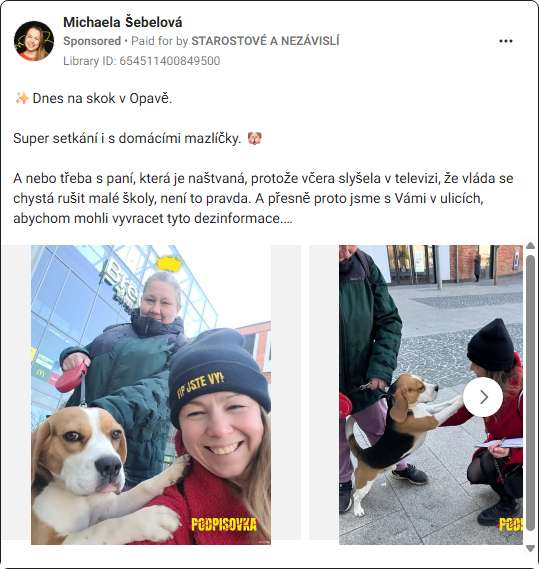 Michaela Šebelová
Sponsored • Paid for by STAROSTOVÉ A NEZÁVISLÍ
Library ID: 654511400849500
✨ Dnes na skok v Opavě.
Super setkání i s domácími mazlíčky. 🐶
A nebo třeba s paní, která je naštvaná, protože včera slyšela v televizi, že vláda se
chystá rušit malé školy, není to pravda. A přesně proto jsme s Vámi v ulicích,
abychom mohli vyvracet tyto dezinformace....
JSTE VY!
PODPISOVKA